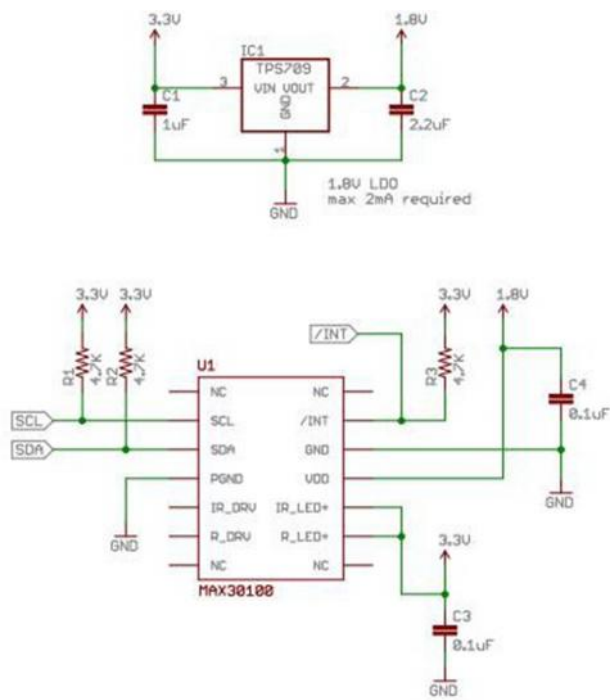 3.3V
1.8V
IC1
TPS709
3
VIN VOUT
2
GND
1
C1
1uF
C2
2.2uF
GND
1.8V LDO
max 2mA required
3.3V
3.3V
3.3V
1.8V
/INT
R1
4.7K
R2
4.7K
R3
4.7K
U1
C4
0.1uF
NC
NC
SCL
SCL
/INT
SDA
SDA
GND
PGND
VDD
GND
IR_DRV
IR_LED+
R_DRV
R_LED+
GND
NC
NC
3.3V
MAX30100
C3
0.1uF
GND